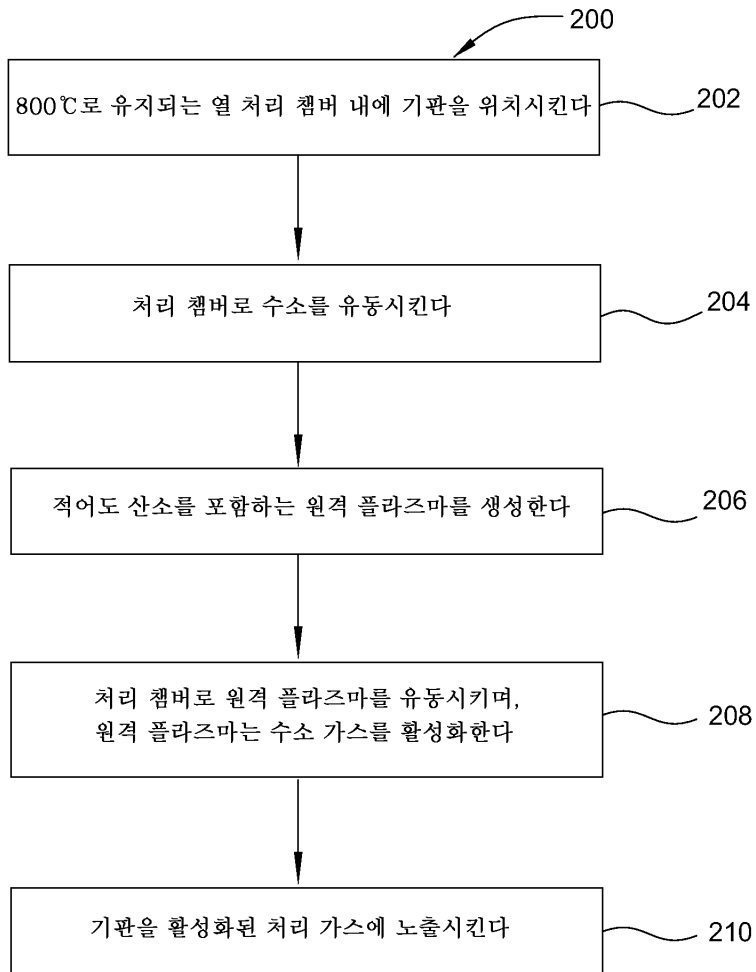 200
800℃로 유지되는 열 처리 챔버 내에 기판을 위치시킨다
202
처리 챔버로 수소를 유동시킨다
204
적어도 산소를 포함하는 원격 플라즈마를 생성한다
206
처리 챔버로 원격 플라즈마를 유동시키며,
원격 플라즈마는 수소 가스를 활성화한다
208
기판을 활성화된 처리 가스에 노출시킨다
210